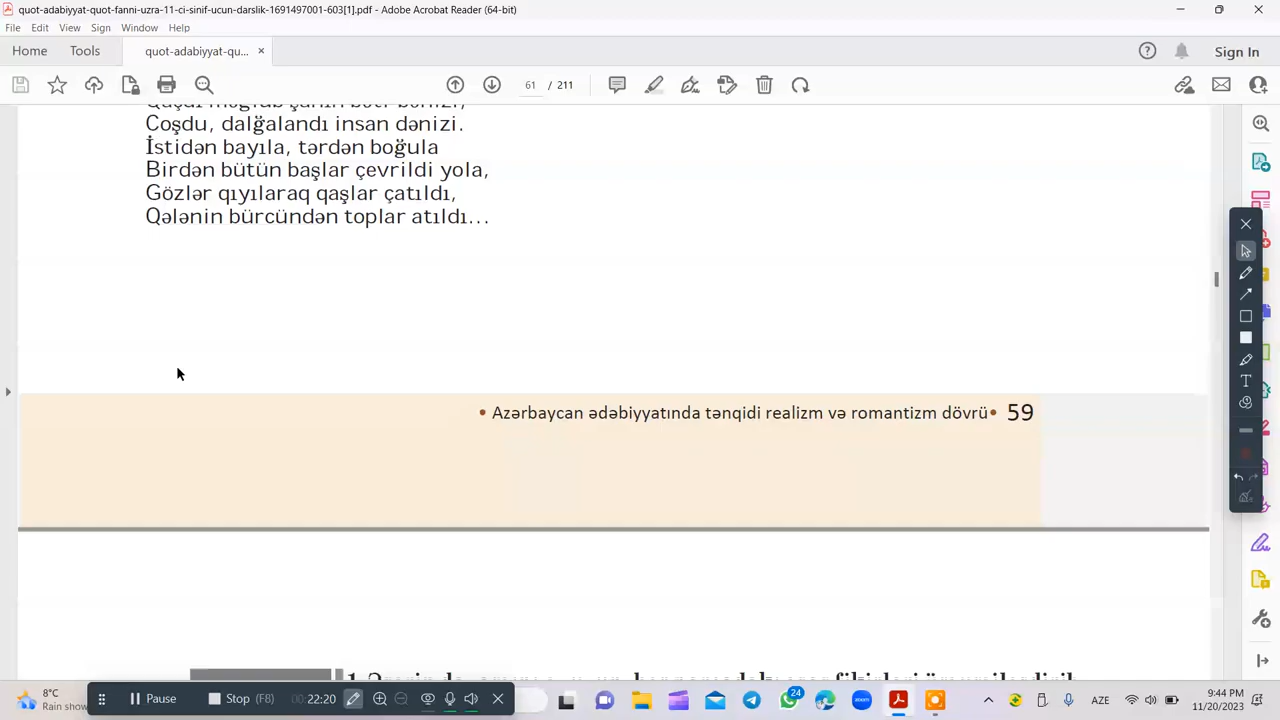 quot-adabiyyat-quot-fanni-uzra-11-ci-sinif-ucun-darslik-1691497001-603[1].pdf - Adobe Acrobat Reader (64-bit)
File Edit View Sign Window Help
Home Tools quot-adabiyyat-qu... × Sign In
61 / 211
Coşdu, dalğalandı insan dənizi.
İstidən bayıla, tərdən boğula
Birdən bütün başlar çevrildi yola,
Gözlər qıyılaraq qaşlar çatıldı,
Qələnin bürcündən toplar atıldı...
• Azərbaycan ədəbiyyatında tənqidi realizm və romantizm dövrü • 59
8°C
Rain show
Pause Stop (F8) 00:22:20
24
AZE
9:44 PM
11/20/2023